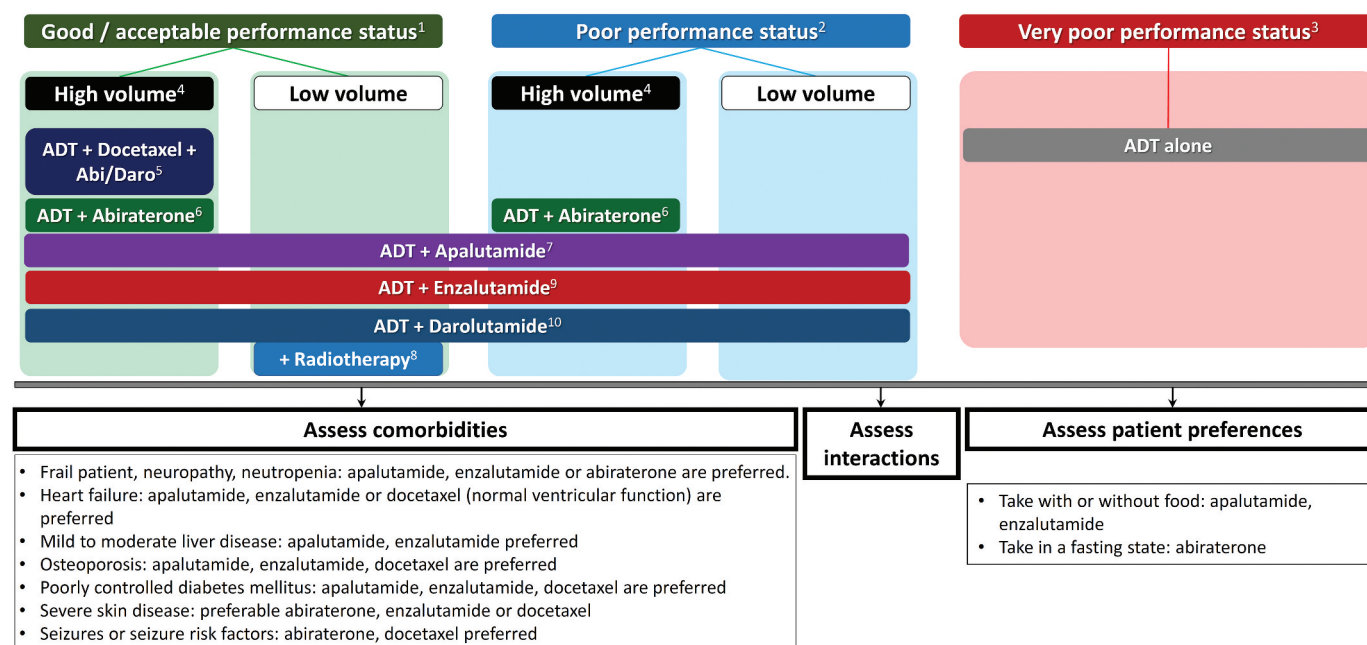 Good / acceptable performance status1
Poor performance status2
Very poor performance status3
High volume4
Low volume
High volume4
Low volume
ADT + Docetaxel +
Abi/Daro5
ADT alone
ADT + Abiraterone6
ADT + Abiraterone6
ADT + Apalutamide7
ADT + Enzalutamide9
ADT + Darolutamide10
+ Radiotherapy8
Assess comorbidities
Assess
interactions
Assess patient preferences
• Frail patient, neuropathy, neutropenia: apalutamide, enzalutamide or abiraterone are preferred.
• Heart failure: apalutamide, enzalutamide or docetaxel (normal ventricular function) are
preferred
• Mild to moderate liver disease: apalutamide, enzalutamide preferred
• Osteoporosis: apalutamide, enzalutamide, docetaxel are preferred
• Poorly controlled diabetes mellitus: apalutamide, enzalutamide, docetaxel are preferred
• Severe skin disease: preferable abiraterone, enzalutamide or docetaxel
• Seizures or seizure risk factors: abiraterone, docetaxel preferred
• Take with or without food: apalutamide,
enzalutamide
• Take in a fasting state: abiraterone